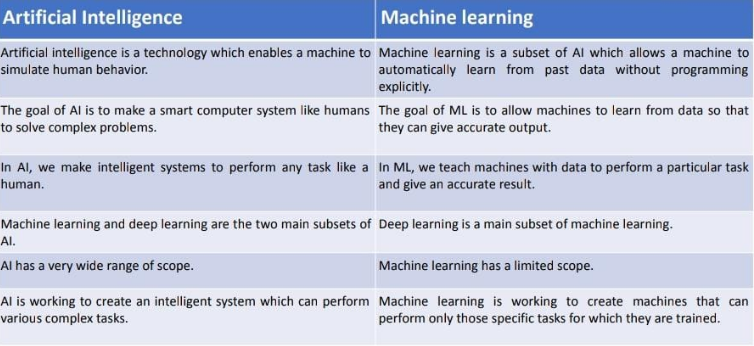 Artificial Intelligence
Machine learning
Artificial intelligence is a technology which enables a machine to
simulate human behavior.
Machine learning is a subset of AI which allows a machine to
automatically learn from past data without programming
explicitly.
The goal of AI is to make a smart computer system like humans
to solve complex problems.
The goal of ML is to allow machines to learn from data so that
they can give accurate output.
In AI, we make intelligent systems to perform any task like a
human.
In ML, we teach machines with data to perform a particular task
and give an accurate result.
Machine learning and deep learning are the two main subsets of
AI.
Deep learning is a main subset of machine learning.
AI has a very wide range of scope.
Machine learning has a limited scope.
AI is working to create an intelligent system which can perform
various complex tasks.
Machine learning is working to create machines that can
perform only those specific tasks for which they are trained.